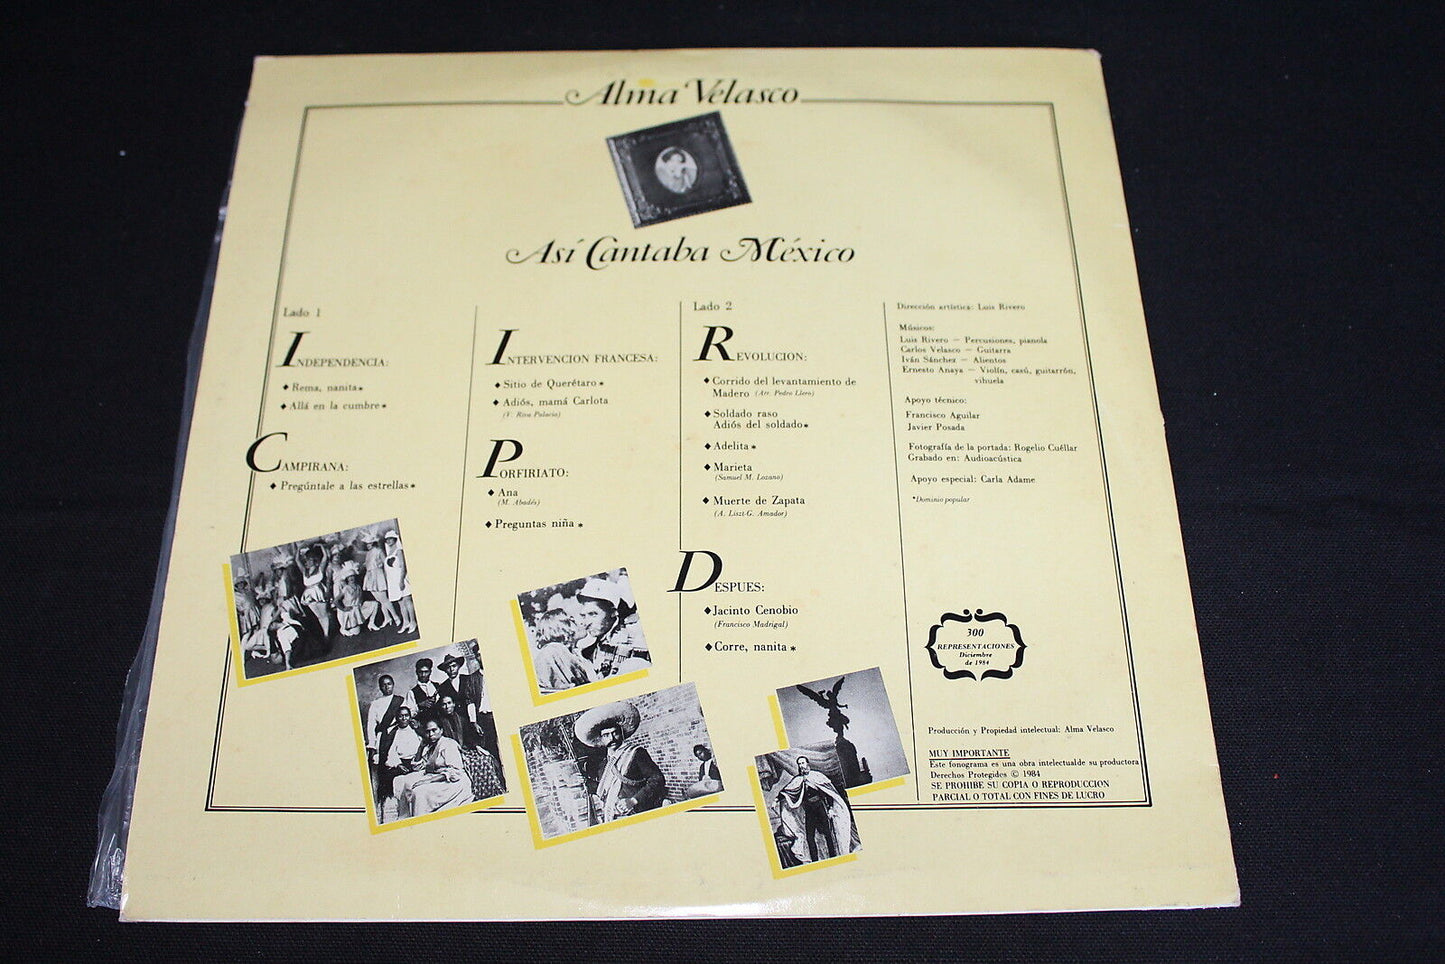 Alma Velasco
Así Cantaba México
Lado 1
INDEPENDENCIA:
◆ Rema, nanita*
◆ Allá en la cumbre*
CAMPIRANA:
◆ Pregúntale a las estrellas*
INTERVENCION FRANCESA:
◆ Sitio de Querétaro*
◆ Adiós, mamá Carlota
(V. Riva Palacio)
PORFIRIATO:
◆ Ana
(M. Abadés)
◆ Preguntas niña *
Lado 2
REVOLUCION:
◆ Corrido del levantamiento de
Madero (Arr. Pedro Llero)
◆ Soldado raso
Adiós del soldado*
◆ Adelita *
◆ Marieta
(Samuel M. Lozano)
◆ Muerte de Zapata
(A. Liszt-G. Amador)
DESPUES:
◆ Jacinto Cenobio
(Francisco Madrigal)
◆ Corre, nanita *
Dirección artística: Luis Rivero
Músicos:
Luis Rivero — Percusiones, pianola
Carlos Velasco — Guitarra
Iván Sánchez — Alientos
Ernesto Anaya — Violín, casú, guitarrón,
vihuela
Apoyo técnico:
Francisco Aguilar
Javier Posada
Fotografía de la portada: Rogelio Cuéllar
Grabado en: Audioacústica
Apoyo especial: Carla Adame
*Dominio popular
300
REPRESENTACIONES
Diciembre
de 1984
Producción y Propiedad intelectual: Alma Velasco
MUY IMPORTANTE
Este fonograma es una obra intelectualde su productora
Derechos Protegidos © 1984
SE PROHIBE SU COPIA O REPRODUCCION
PARCIAL O TOTAL CON FINES DE LUCRO